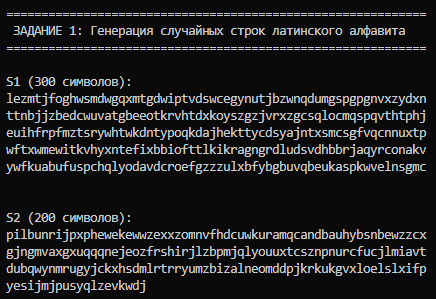 ============================================================
ЗАДАНИЕ 1: Генерация случайных строк латинского алфавита
============================================================
S1 (300 символов):
lezmtjfoghwsmdwgqxmtgdwiptvdswcegynutjbzwnqdumgspgpgnvxzydxn
ttnbjjzbedcwuvatgbeeotkrvhtdxkoyszgzjvrxzgcsqlocmqspqvthtphj
euihfrpfmztsrywhtwkdntypoqkdajhekttycdsyajntxsmcsgfvqcnnuxtp
wftxwmewitkvhyxntefixbbiofttlkikragngrdludsvdhbbrjaqyrconakv
ywfkuabufuspchqlyodavdcroefgzzzulxbfybgbuvqbeukaspkwvelnsgmc
S2 (200 символов):
pilbunrijpxphewekewwzexxzomnvfhdcuwkuramqcandbauhybsnbewzzcx
gjngmvaxgxuqqqnejeozfrshirjlzbpmjqlyouuxtcsznpnurcfucjlmiavt
dubqwynmrugyjckxhsdmlrtrryumzbizalneomddpjkrkukgvxloelslxifp
yesijmjpusyqlzevkwdj